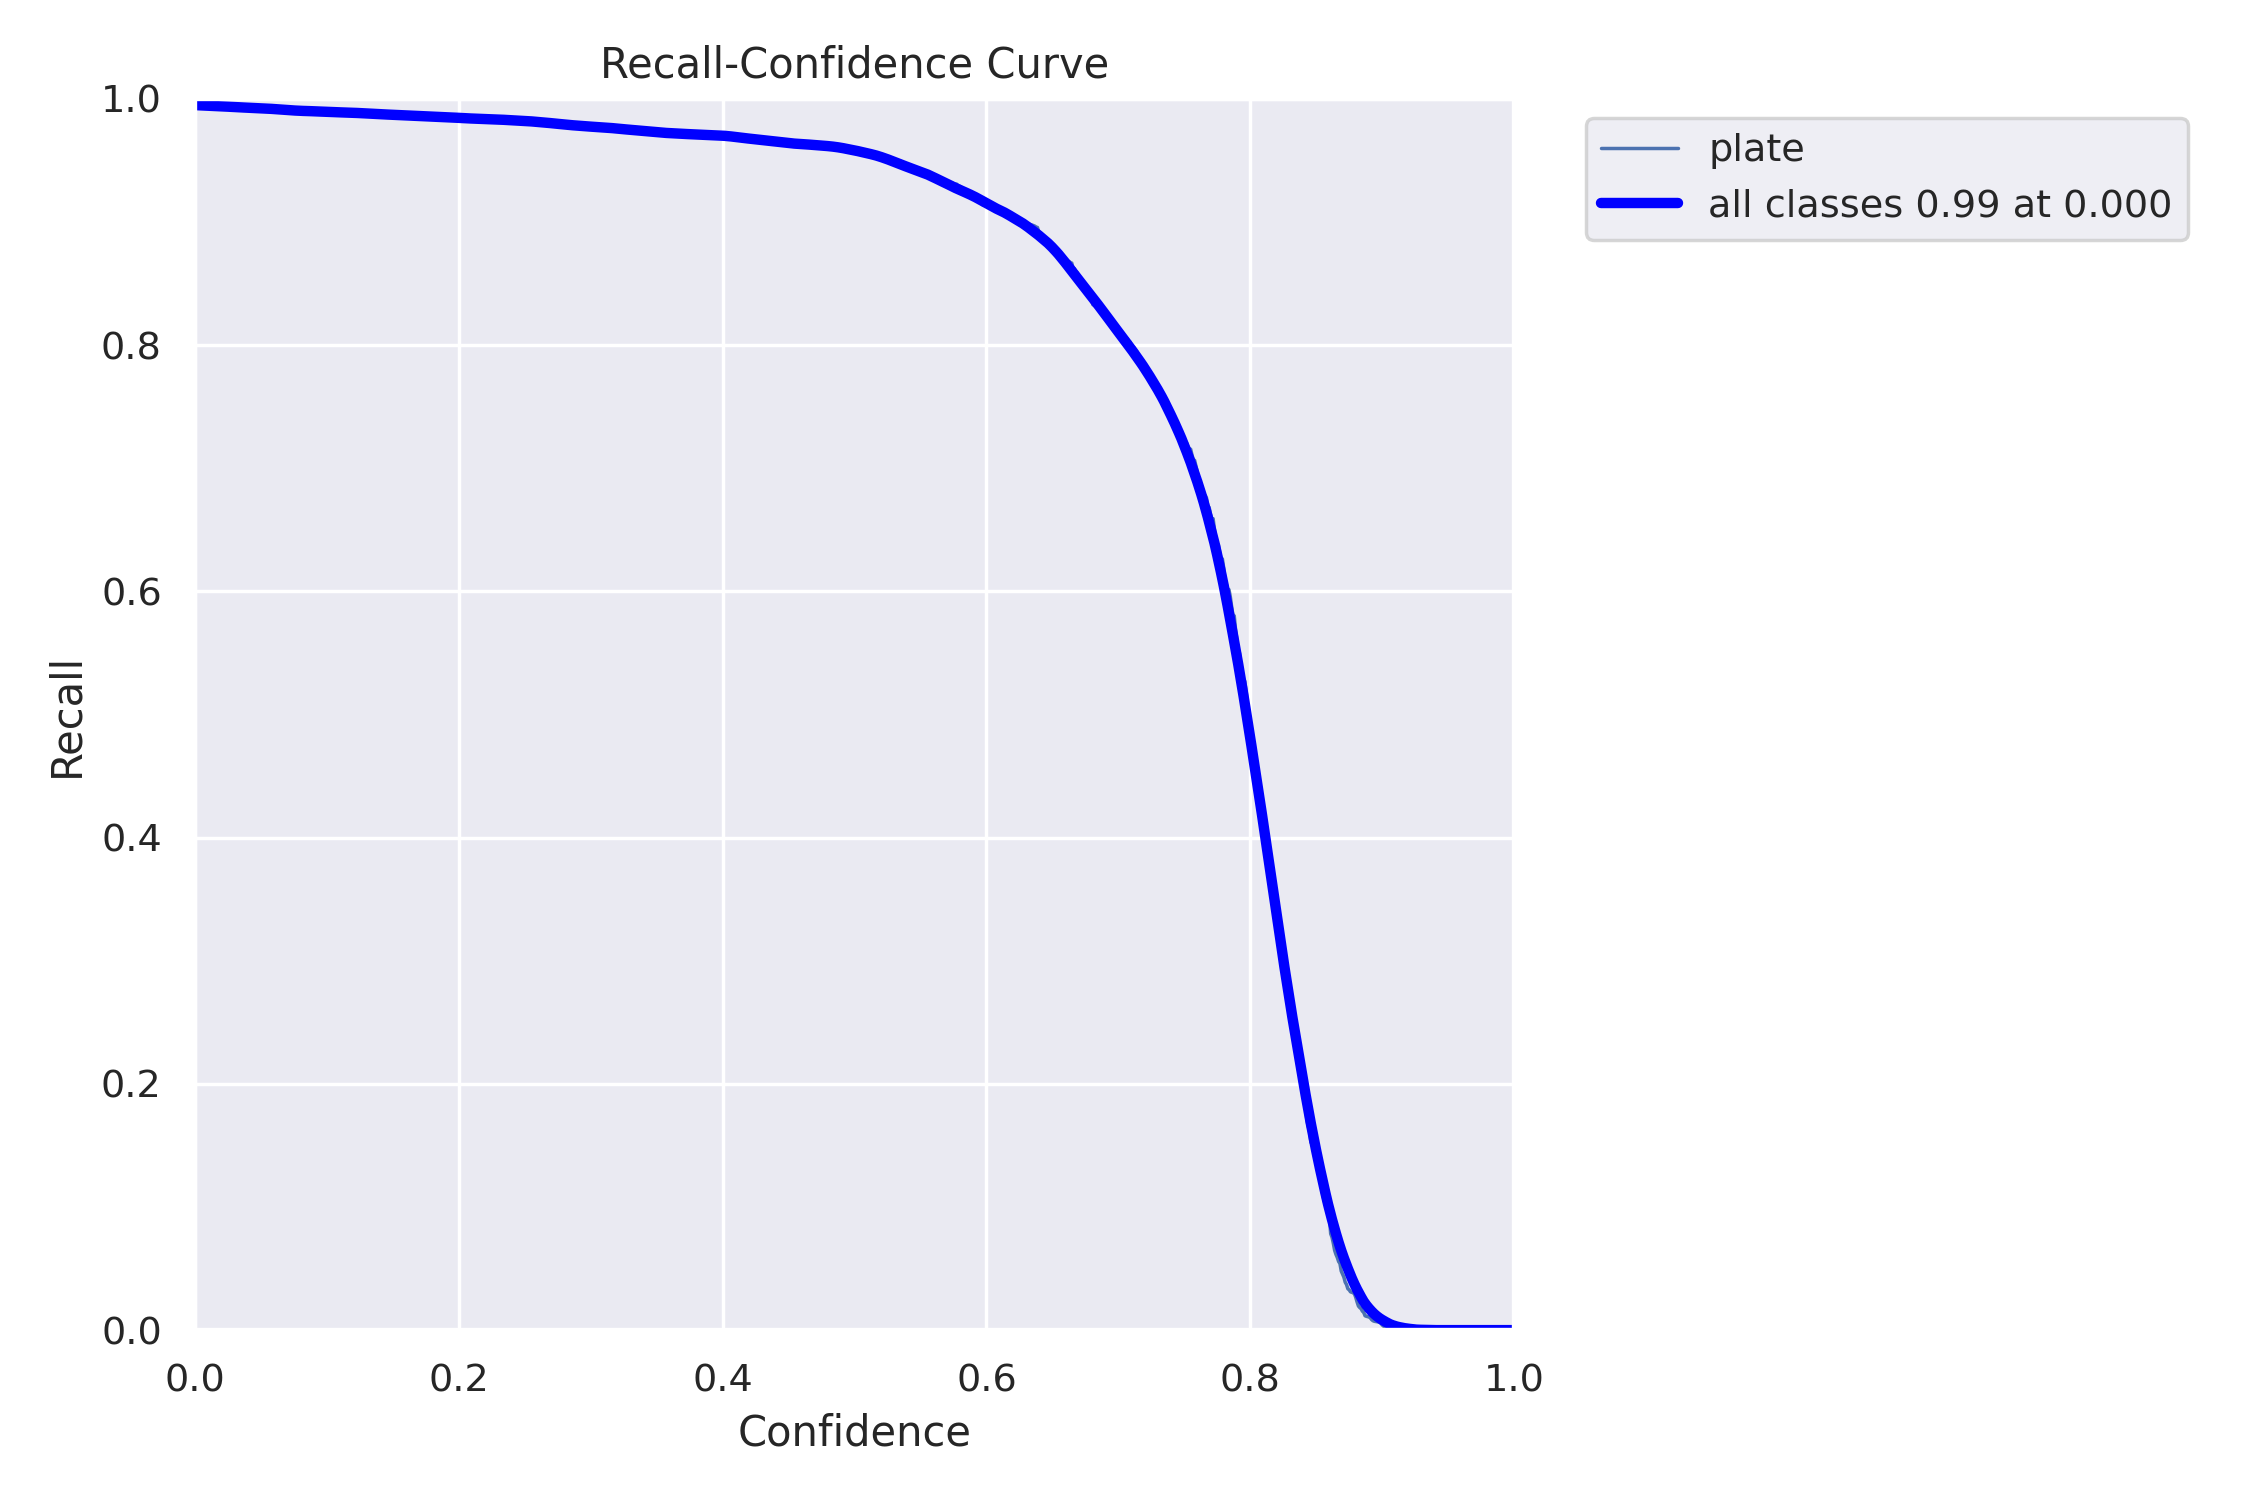 Recall-Confidence Curve
1.0
0.8
0.6
0.4
0.2
0.0
Recall
0.0 0.2 0.4 0.6 0.8 1.0
Confidence
plate
all classes 0.99 at 0.000